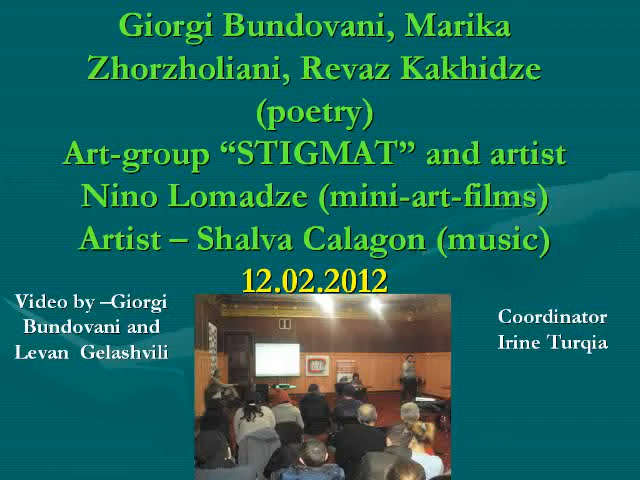 Giorgi Bundovani, Marika
Zhorzholiani, Revaz Kakhidze
(poetry)
Art-group “STIGMAT” and artist
Nino Lomadze (mini-art-films)
Artist – Shalva Calagon (music)
12.02.2012
Video by –Giorgi
Bundovani and
Levan Gelashvili
Coordinator
Irine Turqia